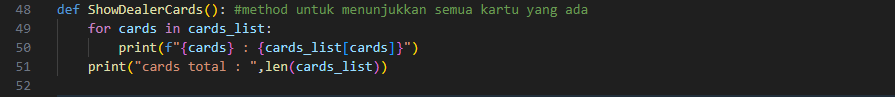 48 def ShowDealerCards(): #method untuk menunjukkan semua kartu yang ada
49 for cards in cards_list:
50 print(f"{cards} : {cards_list[cards]}")
51 print("cards total : ",len(cards_list))
52